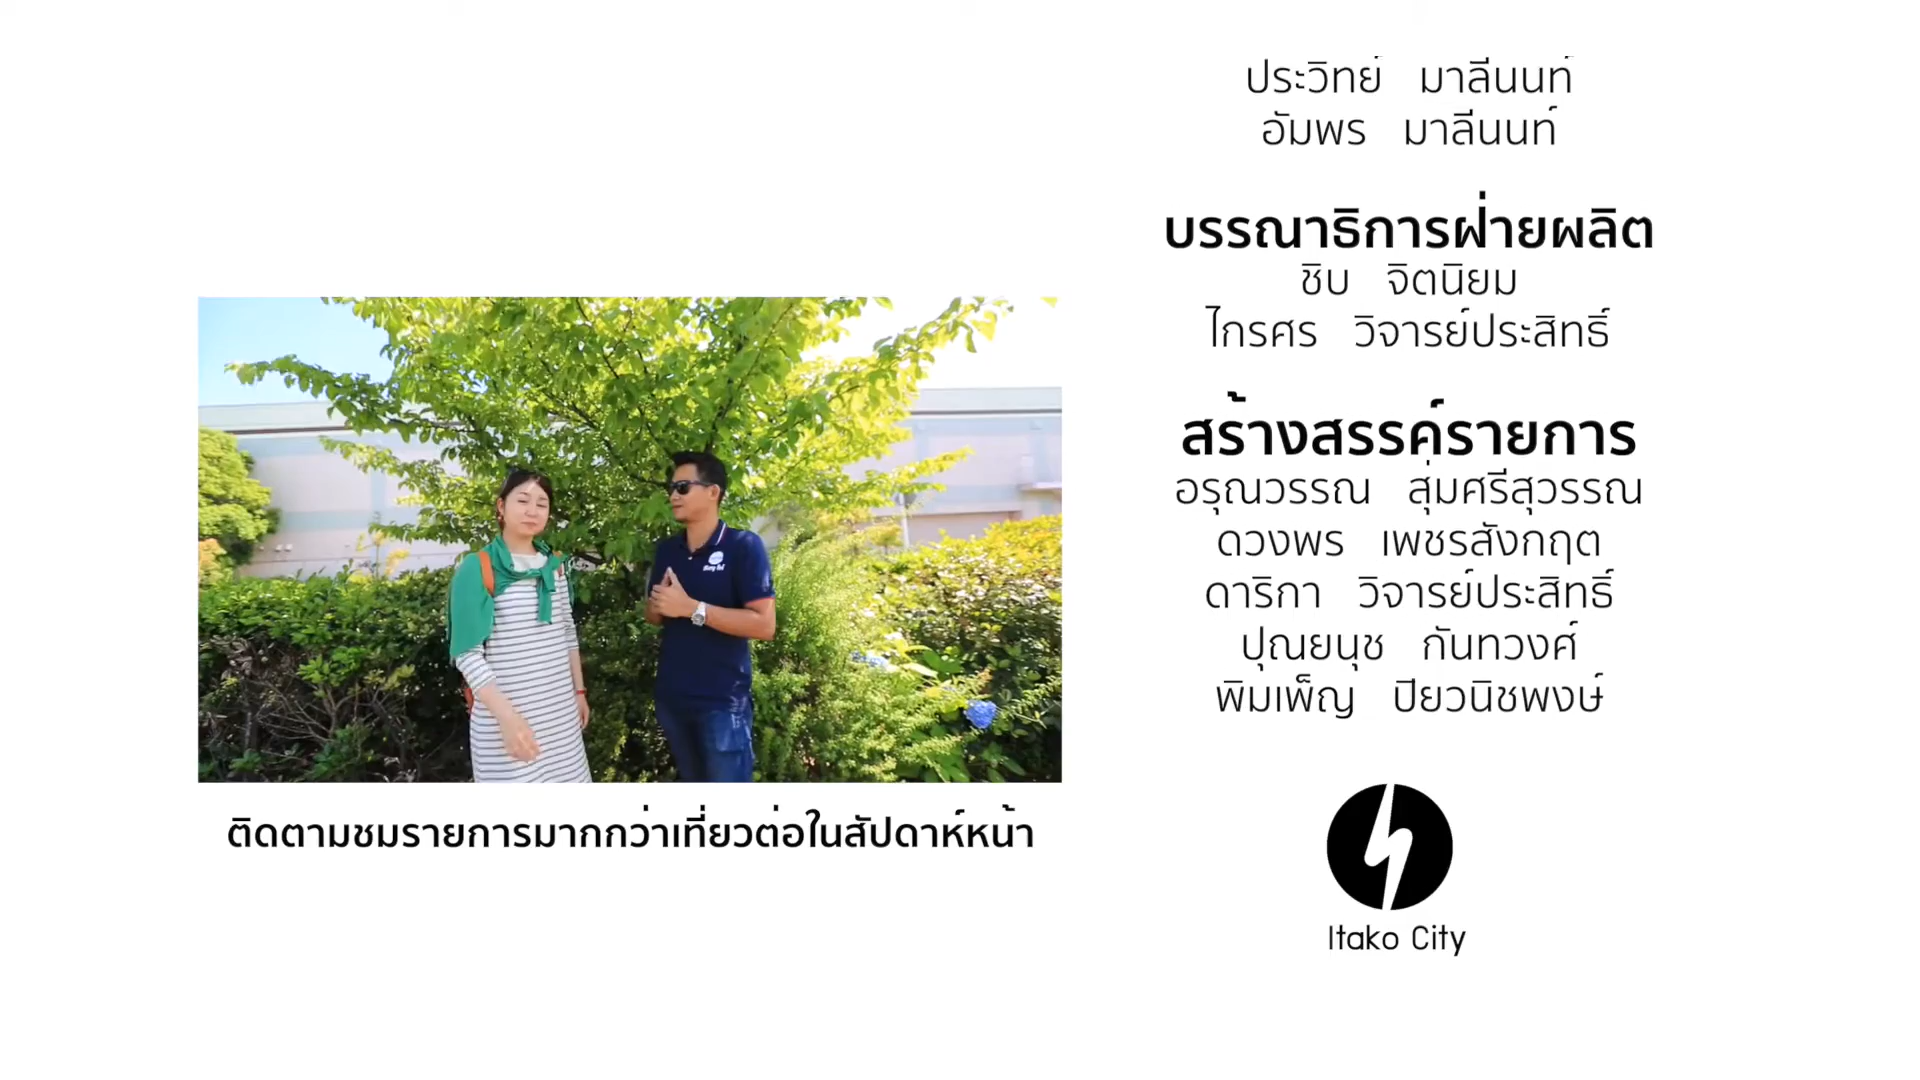 ประวิทย์ มาลีนนท์
อัมพร มาลีนนท์
บรรณาธิการฝ่ายผลิต
ชิบ จิตนิยม
ไกรศร วิจารย์ประสิทธิ์
สร้างสรรค์รายการ
อรุณวรรณ สุ่มศรีสุวรรณ
ดวงพร เพชรสังกฤต
ดาริกา วิจารย์ประสิทธิ์
ปุณยนุช กันทวงศ์
พิมเพ็ญ ปิยวนิชพงษ์
Itako City
ติดตามชมรายการมากกว่าเที่ยวต่อในสัปดาห์หน้า